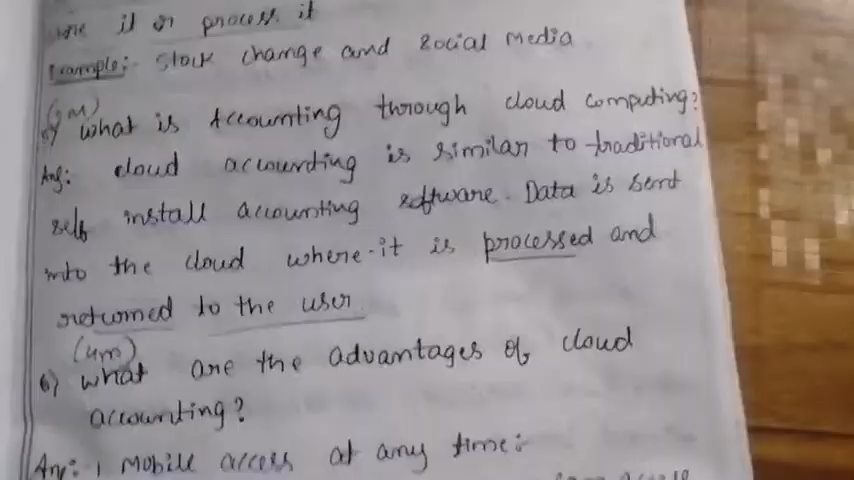 it or process it
Example:- Stock change and social media
(2m)
5) What is Accounting through cloud computing?
Ans: cloud accounting is similar to traditional
self install accounting software. Data is sent
into the cloud where it is processed and
returned to the user
(4m)
6) What are the advantages of cloud
accounting?
Ans:- 1 Mobile access at any time:-